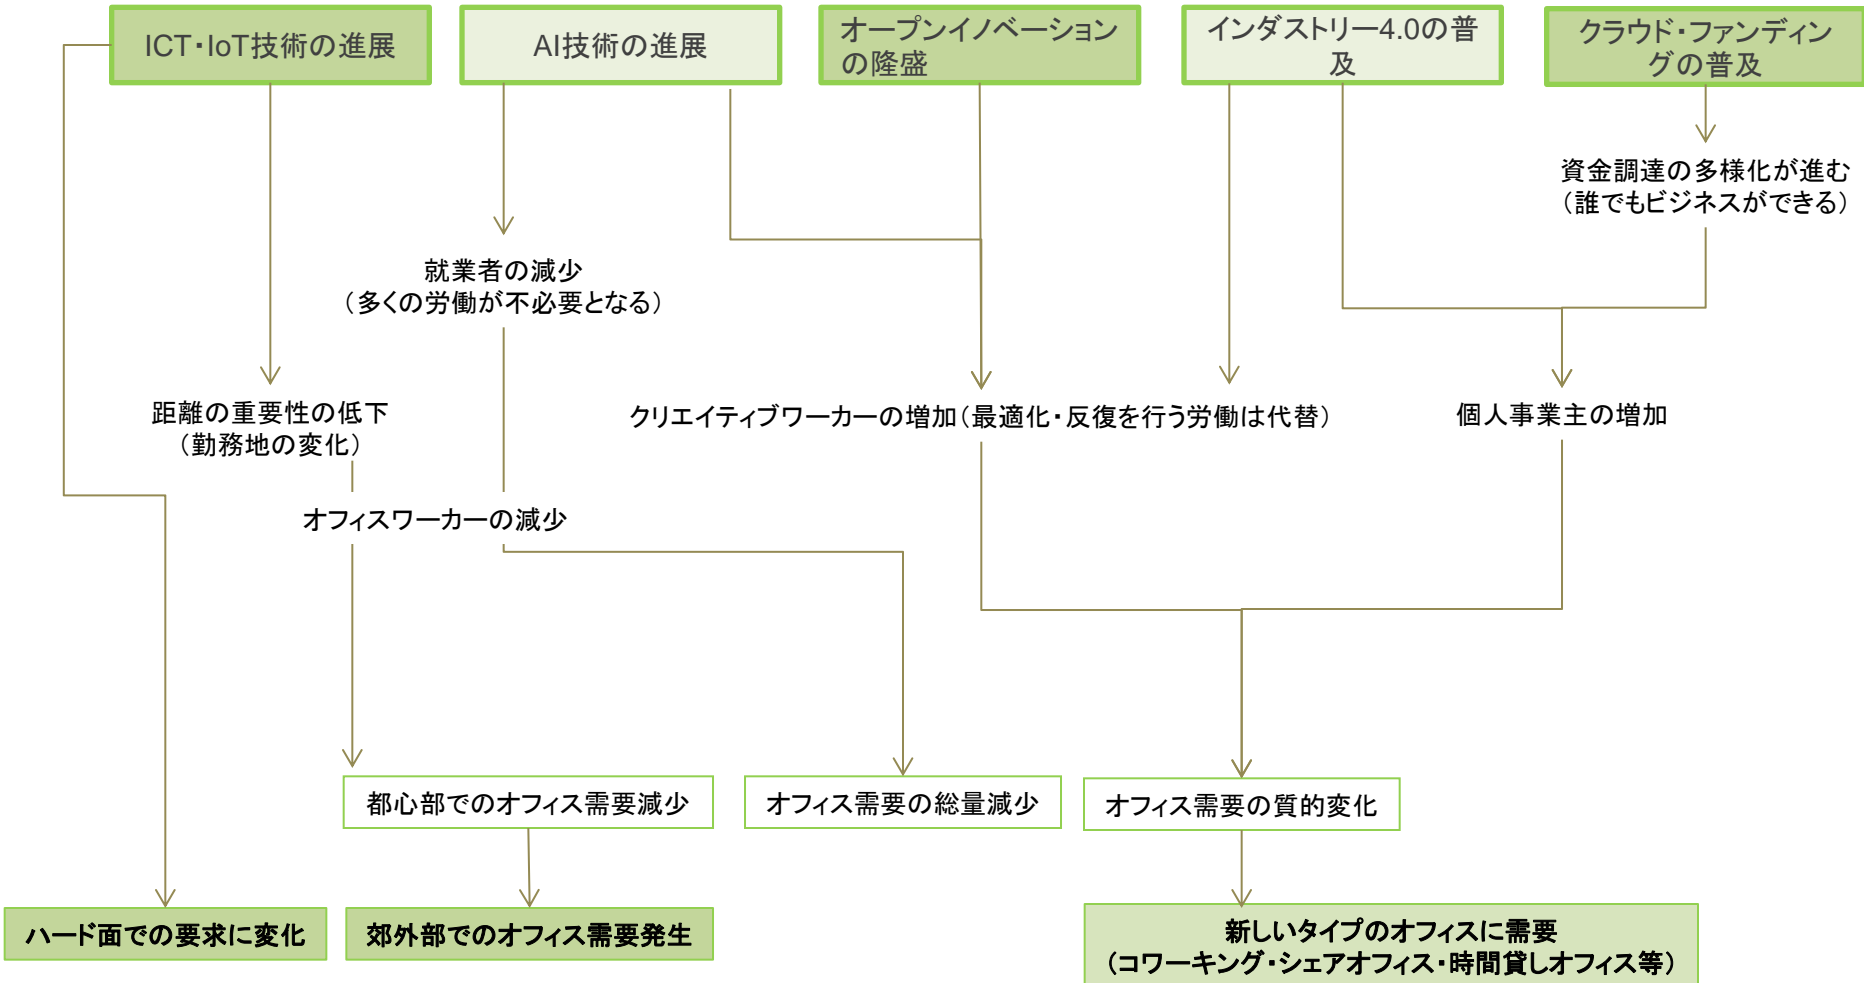 ICT・IoT技術の進展
AI技術の進展
オープンイノベーション
の隆盛
インダストリー4.0の普
及
クラウド・ファンディン
グの普及
資金調達の多様化が進む
（誰でもビジネスができる）
就業者の減少
（多くの労働が不必要となる）
距離の重要性の低下
（勤務地の変化）
クリエイティブワーカーの増加（最適化・反復を行う労働は代替）
個人事業主の増加
オフィスワーカーの減少
都心部でのオフィス需要減少
オフィス需要の総量減少
オフィス需要の質的変化
ハード面での要求に変化
郊外部でのオフィス需要発生
新しいタイプのオフィスに需要
（コワーキング・シェアオフィス・時間貸しオフィス等）